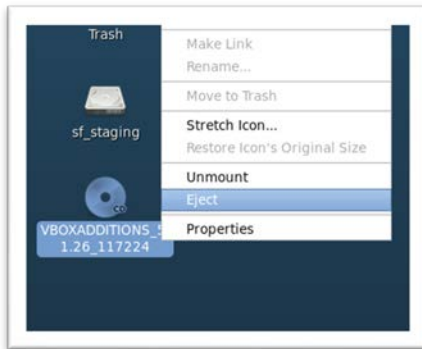 Trash
Make Link
Rename...
Move to Trash
sf_staging
Stretch Icon...
Restore Icon's Original Size
Unmount
Eject
Properties
VBOXADDITIONS_5
1.26_117224